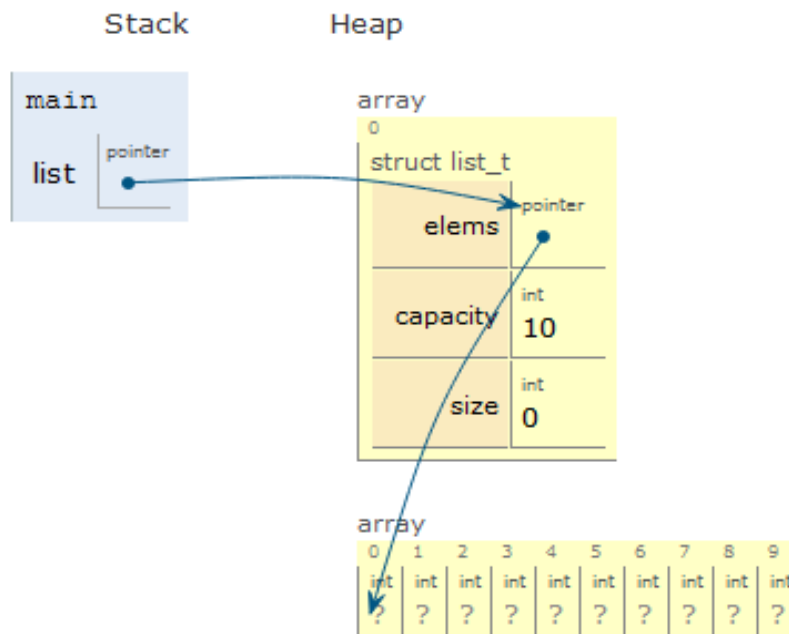 Stack Heap
main
pointer
list
array
0
struct list_t
pointer
elems
int
capacity 10
int
size 0
array
0 1 2 3 4 5 6 7 8 9
int int int int int int int int int int
? ? ? ? ? ? ? ? ? ?